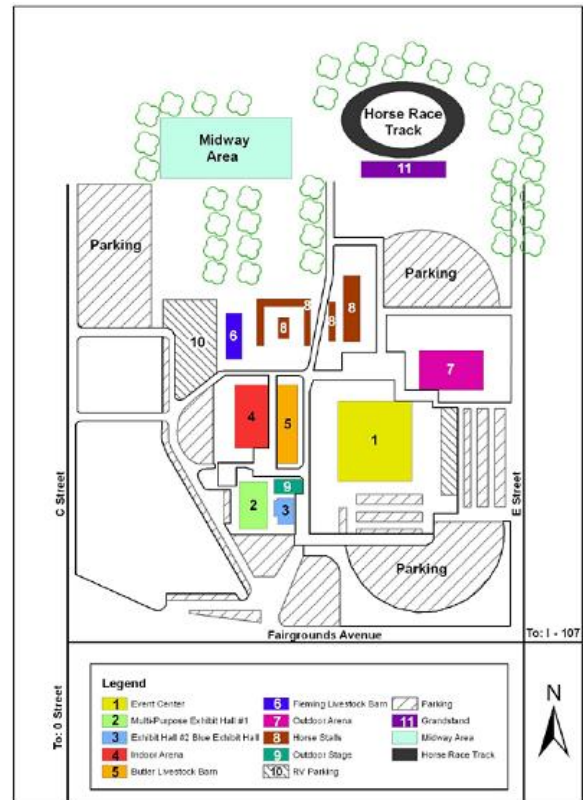 Horse Race
Track
Midway
Area
11
Parking
Parking
8
8
8
8
6
10
7
4
5
1
9
2
3
C Street
E Street
Parking
To: I - 107
Fairgrounds Avenue
To: 0 Street
Legend
1 Event Center
2 Multi-Purpose Exhibit Hall #1
3 Exhibit Hall #2 Blue Exhibit Hall
4 Indoor Arena
5 Butler Livestock Barn
6 Fleming Livestock Barn
7 Outdoor Arena
8 Horse Stalls
9 Outdoor Stage
10 RV Parking
Parking
11 Grandstand
Midway Area
Horse Race Track
N